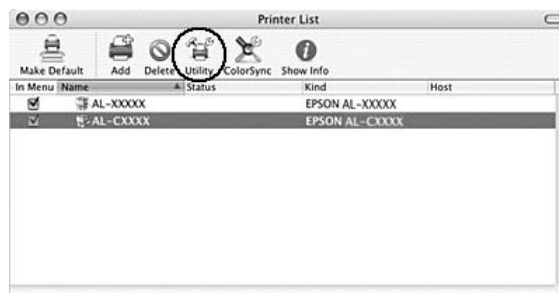 Printer List
Make Default Add Delete Utility ColorSync Show Info
In Menu Name Status Kind Host
AL-XXXXX EPSON AL-XXXXX
AL-CXXXX EPSON AL-CXXXX